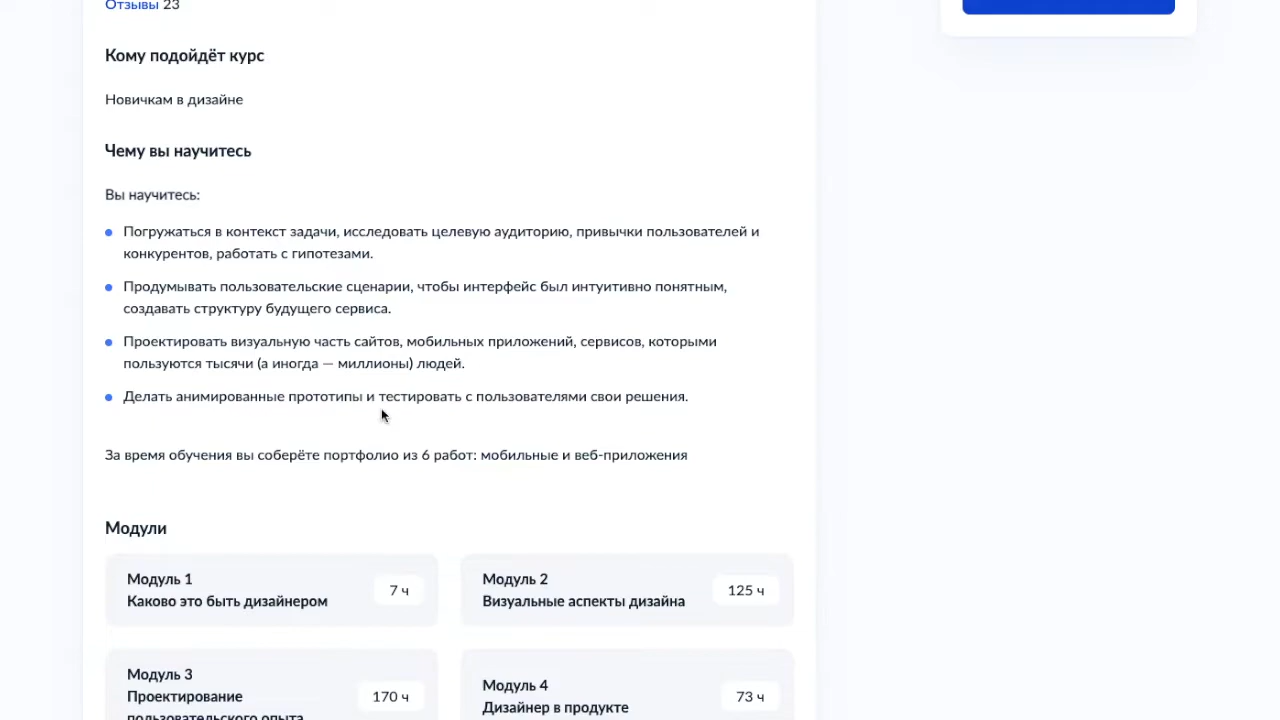 Отзывы 23
Кому подойдёт курс
Новичкам в дизайне
Чему вы научитесь
Вы научитесь:
Погружаться в контекст задачи, исследовать целевую аудиторию, привычки пользователей и
конкурентов, работать с гипотезами.
Продумывать пользовательские сценарии, чтобы интерфейс был интуитивно понятным,
создавать структуру будущего сервиса.
Проектировать визуальную часть сайтов, мобильных приложений, сервисов, которыми
пользуются тысячи (а иногда — миллионы) людей.
Делать анимированные прототипы и тестировать с пользователями свои решения.
За время обучения вы соберёте портфолио из 6 работ: мобильные и веб-приложения
Модули
Модуль 1
Каково это быть дизайнером
7 ч
Модуль 2
Визуальные аспекты дизайна
125 ч
Модуль 3
Проектирование
пользовательского опыта
170 ч
Модуль 4
Дизайнер в продукте
73 ч